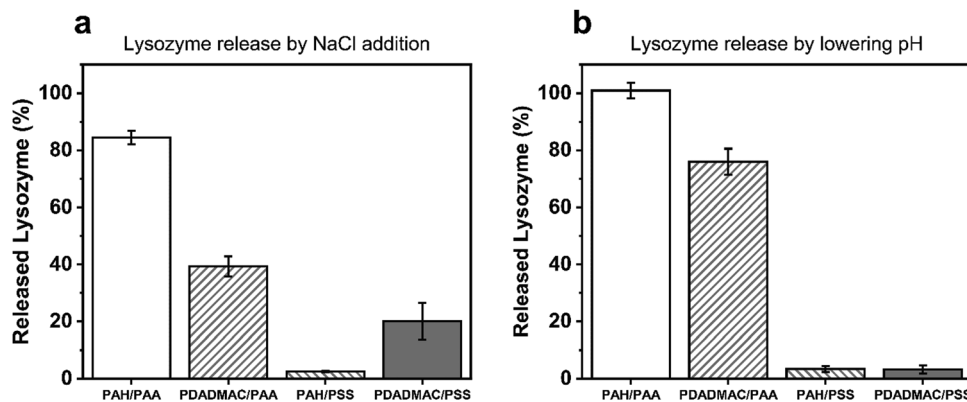 a
Lysozyme release by NaCl addition
Released Lysozyme (%)
100
80
60
40
20
0
PAH/PAA PDADMAC/PAA PAH/PSS PDADMAC/PSS
b
Lysozyme release by lowering pH
Released Lysozyme (%)
100
80
60
40
20
0
PAH/PAA PDADMAC/PAA PAH/PSS PDADMAC/PSS